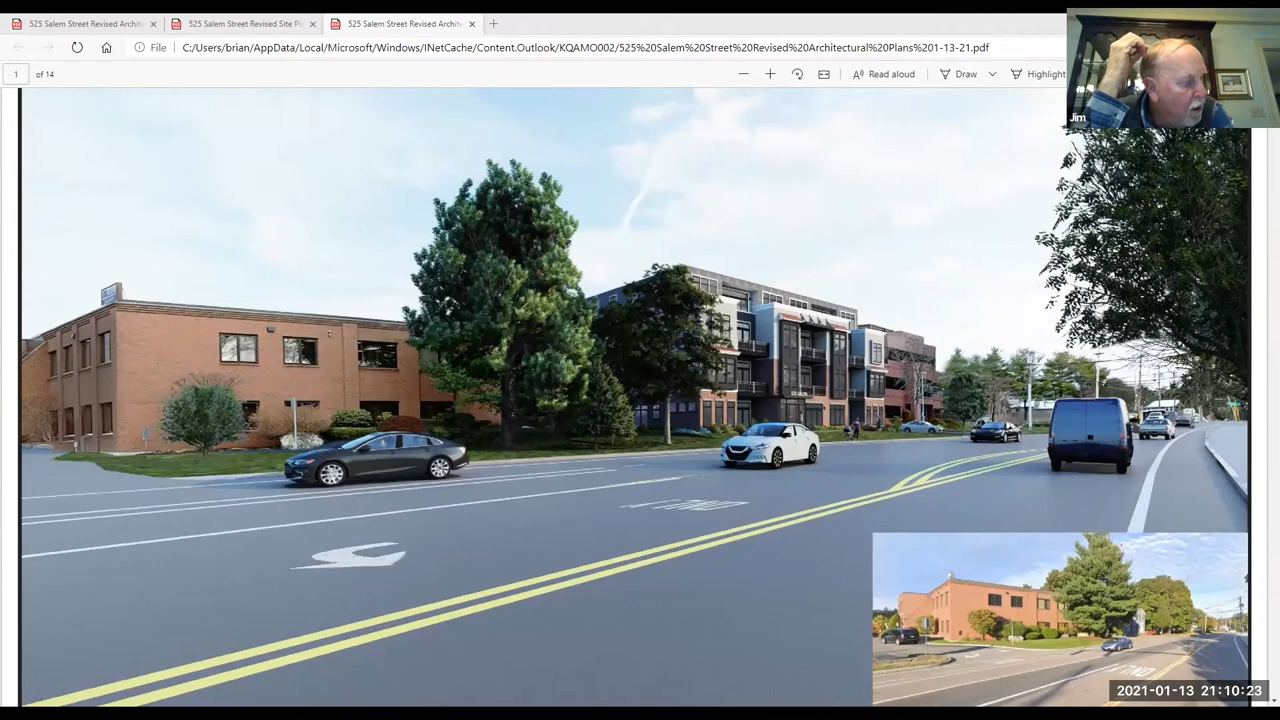 525 Salem Street Revised Archite
525 Salem Street Revised Site Pl
525 Salem Street Revised Archite
File
C:/Users/brian/AppData/Local/Microsoft/Windows/INetCache/Content.Outlook/KQAMO002/525%20Salem%20Street%20Revised%20Architectural%20Plans%201-13-21.pdf
1 of 14
Read aloud
Draw
Highlight
Jim
ONLY
ONLY
2021-01-13 21:10:23